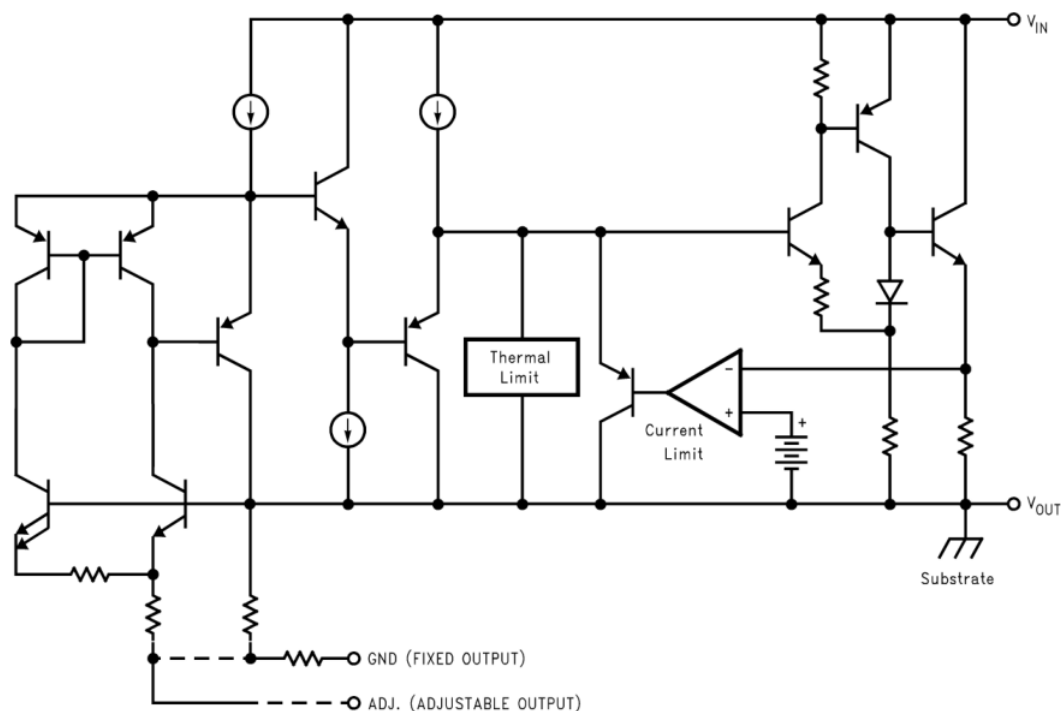 V_IN
Thermal
Limit
-
+
Current
Limit
+
V_OUT
Substrate
GND (FIXED OUTPUT)
ADJ. (ADJUSTABLE OUTPUT)